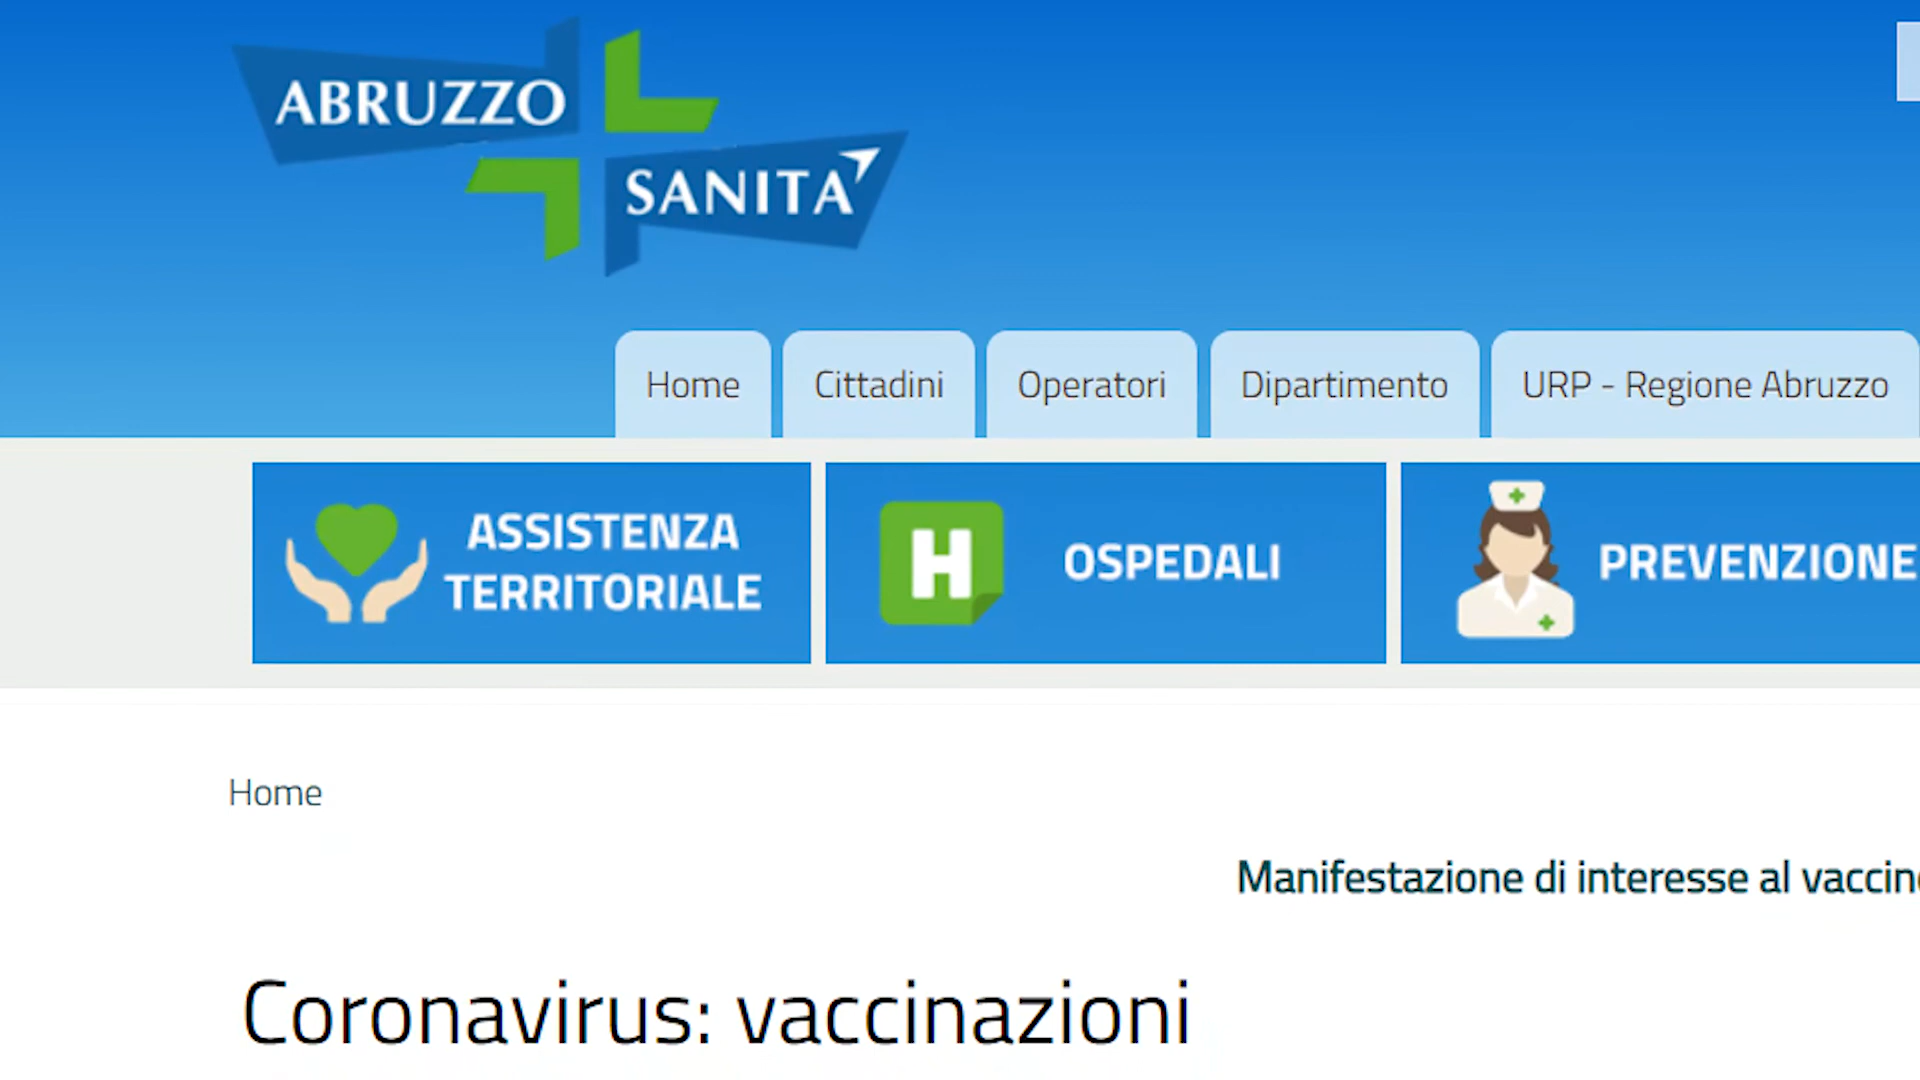 ABRUZZO
SANITA
Home
Cittadini
Operatori
Dipartimento
URP - Regione Abruzzo
ASSISTENZA
TERRITORIALE
H
OSPEDALI
PREVENZIONE
Home
Manifestazione di interesse al
Coronavirus: vaccinazioni